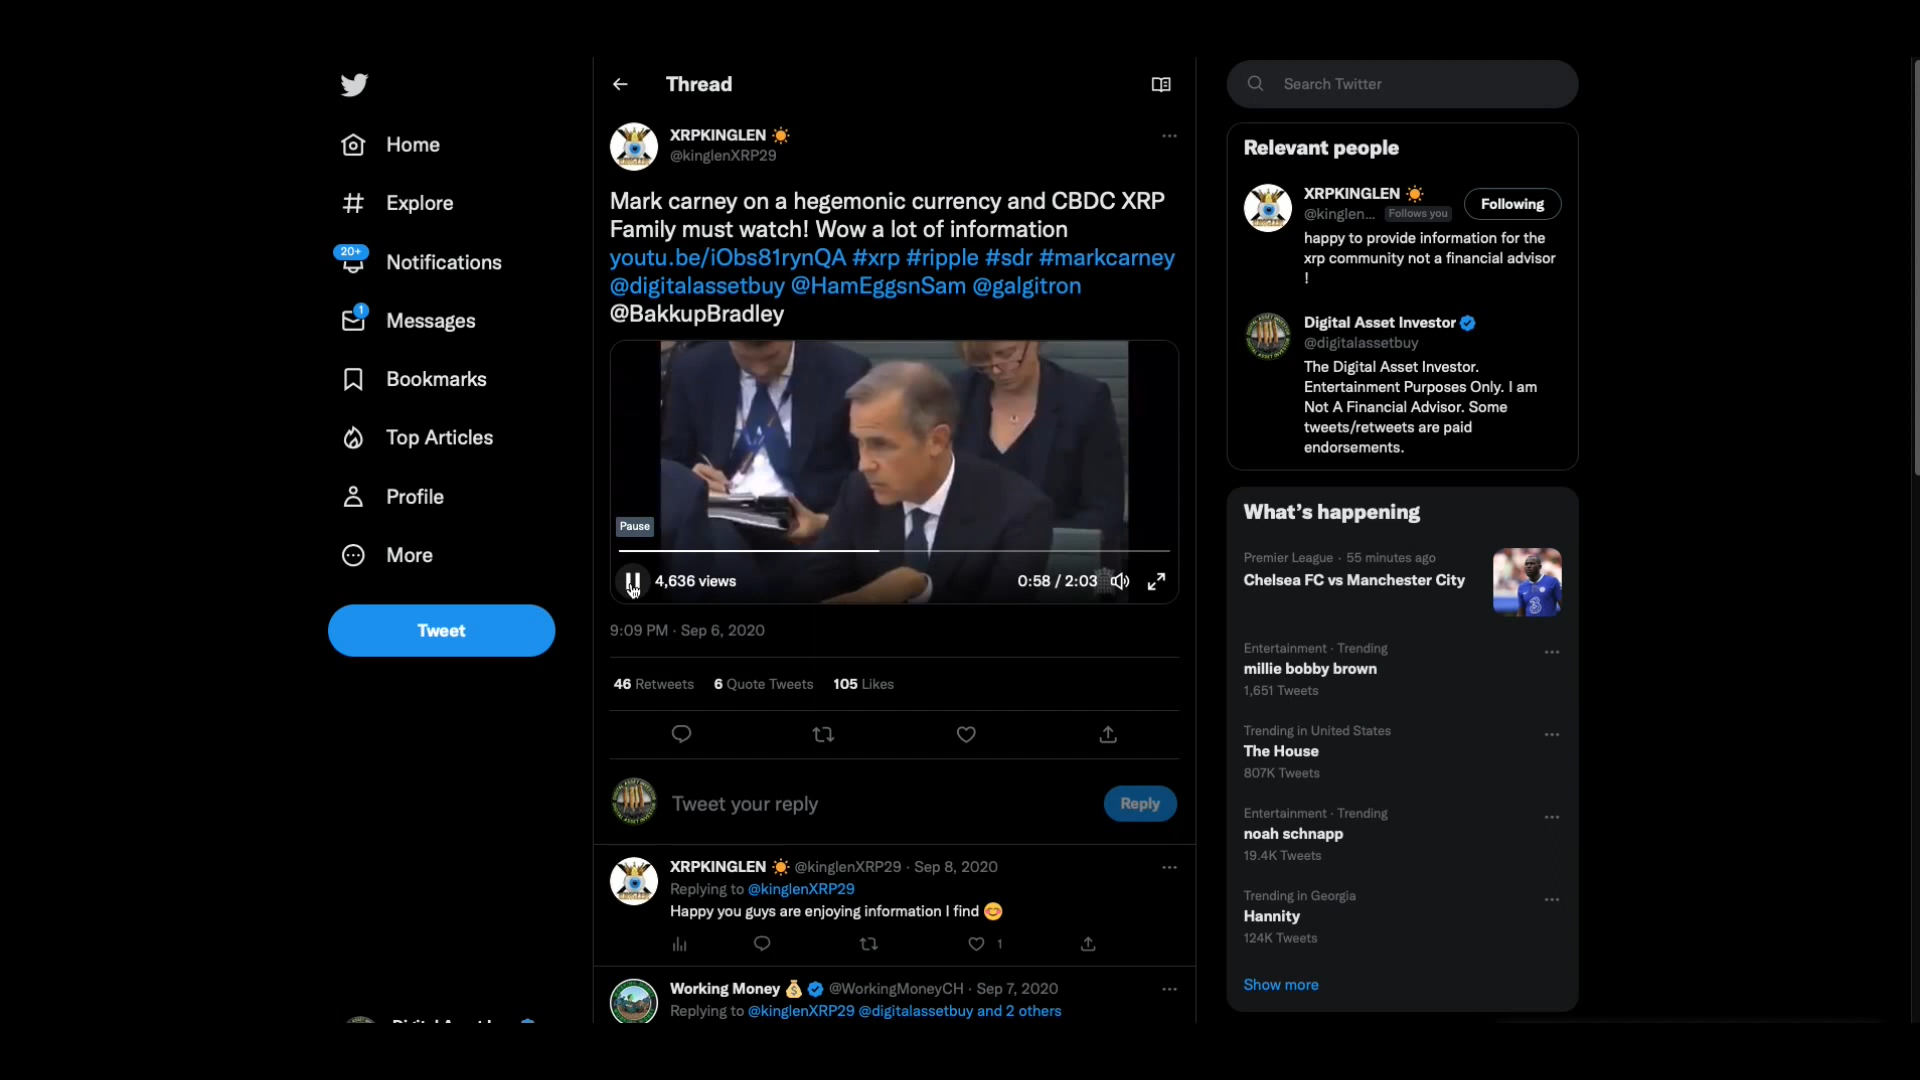 Home
Explore
20+
Notifications
1
Messages
Bookmarks
Top Articles
Profile
More
Tweet
Thread
XRPKINGLEN
@kinglenXRP29
Mark carney on a hegemonic currency and CBDC XRP
Family must watch! Wow a lot of information
youtu.be/iObs81rynQA #xrp #ripple #sdr #markcarney
@digitalassetbuy @HamEggsnSam @galgitron
@BakkupBradley
Pause
4,636 views
0:58 / 2:03
9:09 PM · Sep 6, 2020
46 Retweets 6 Quote Tweets 105 Likes
Tweet your reply
Reply
XRPKINGLEN @kinglenXRP29 · Sep 8, 2020
Replying to @kinglenXRP29
Happy you guys are enjoying information I find
1
Working Money @WorkingMoneyCH · Sep 7, 2020
Replying to @kinglenXRP29 @digitalassetbuy and 2 others
Search Twitter
Relevant people
XRPKINGLEN
@kinglen... Follows you
Following
happy to provide information for the
xrp community not a financial advisor
!
Digital Asset Investor
@digitalassetbuy
The Digital Asset Investor.
Entertainment Purposes Only. I am
Not A Financial Advisor. Some
tweets/retweets are paid
endorsements.
What's happening
Premier League · 55 minutes ago
Chelsea FC vs Manchester City
Entertainment · Trending
millie bobby brown
1,651 Tweets
Trending in United States
The House
807K Tweets
Entertainment · Trending
noah schnapp
19.4K Tweets
Trending in Georgia
Hannity
124K Tweets
Show more